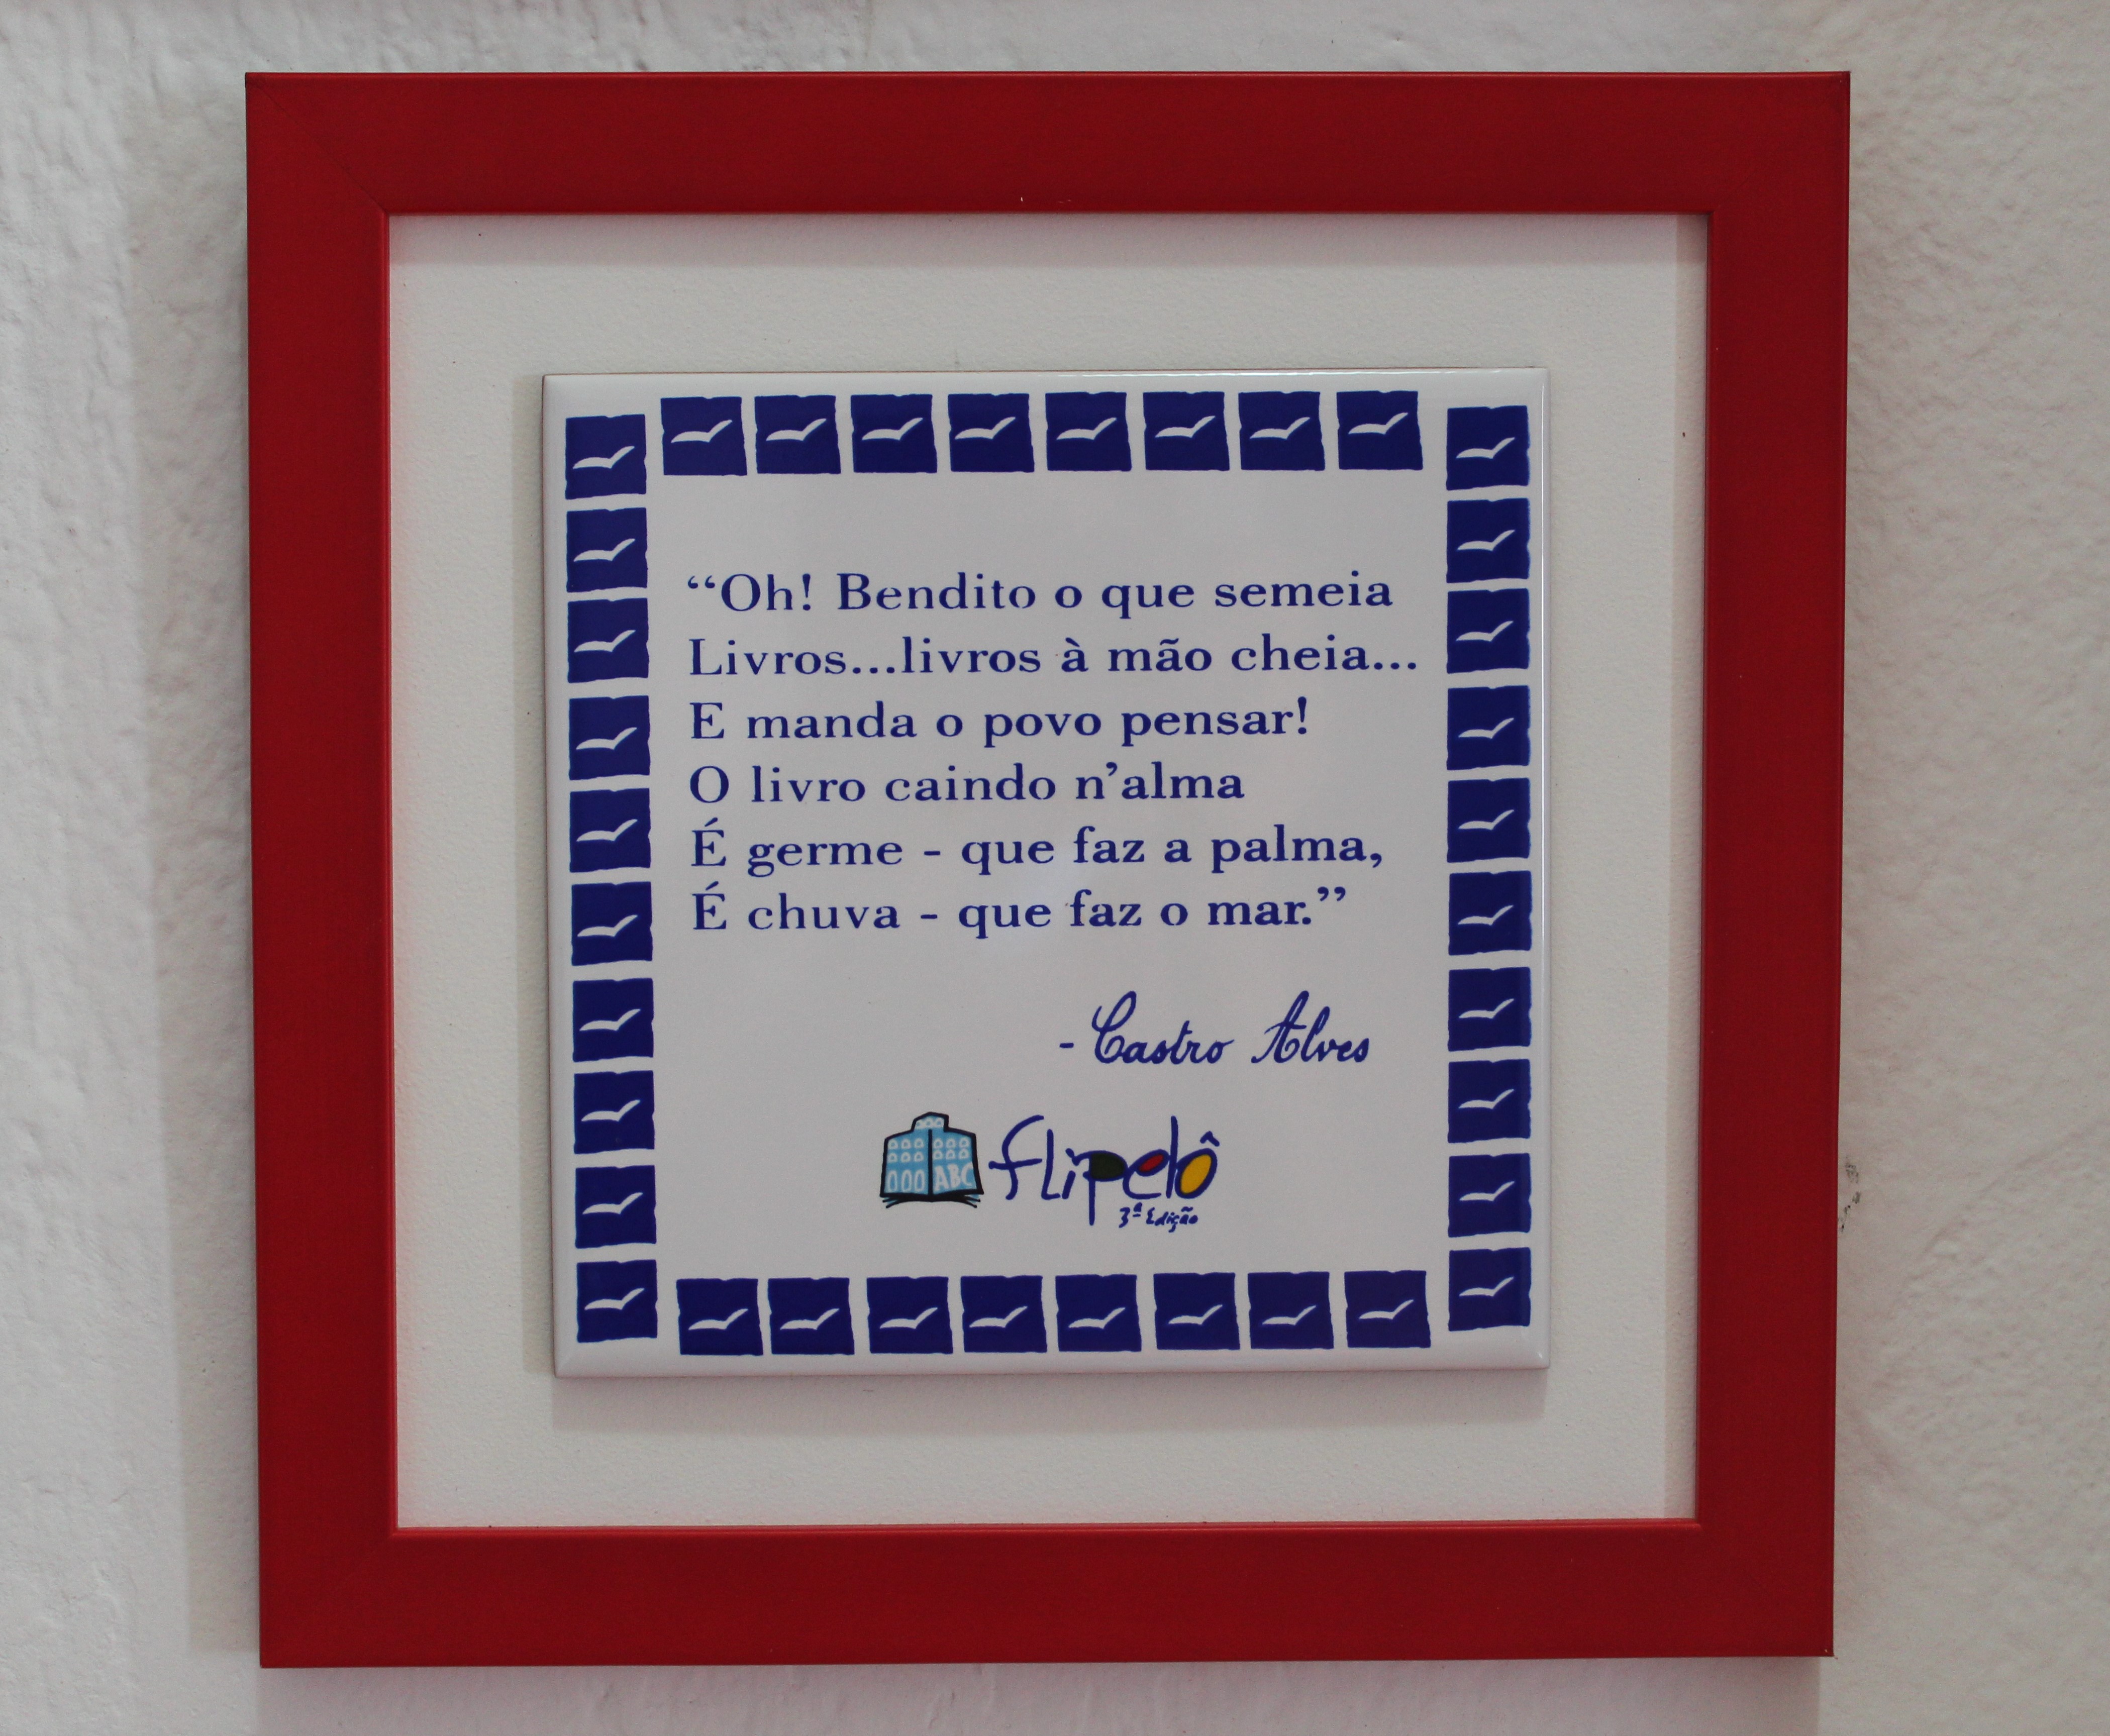 “Oh! Bendito o que semeia
Livros...livros à mão cheia...
E manda o povo pensar!
O livro caindo n’alma
É germe - que faz a palma,
É chuva - que faz o mar.”
- Castro Alves
ABC
flipelô
3ª Edição